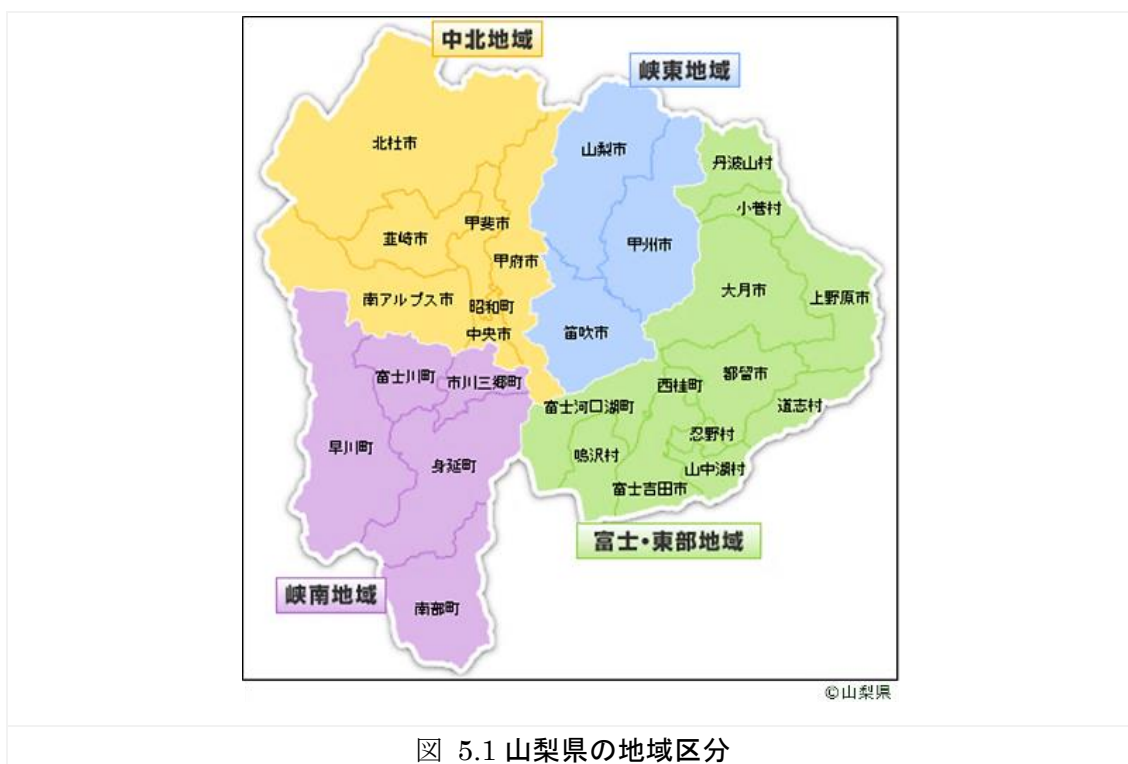 中北地域
峡東地域
北杜市
山梨市
丹波山村
小菅村
甲斐市
韮崎市
甲州市
甲府市
大月市
上野原市
南アルプス市
昭和町
中央市
笛吹市
都留市
富士川町
市川三郷町
西桂町
富士河口湖町
道志村
忍野村
早川町
鳴沢村
身延町
山中湖村
富士吉田市
富士・東部地域
峡南地域
南部町
©山梨県
図 5.1 山梨県の地域区分